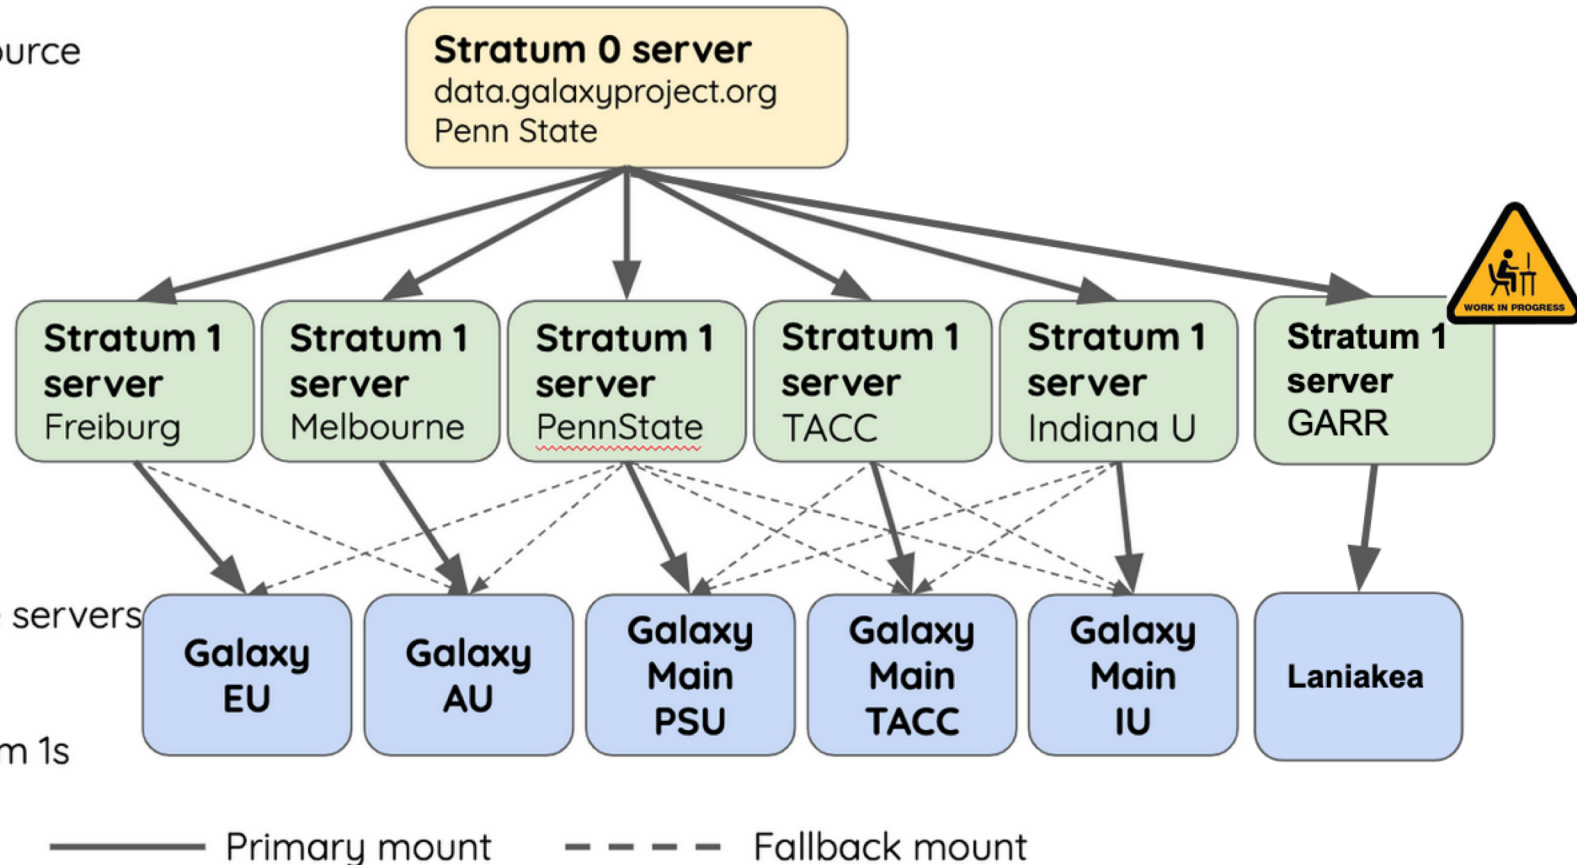 ource
Stratum 0 server
data.galaxyproject.org
Penn State
WORK IN PROGRESS
Stratum 1
server
Freiburg
Stratum 1
server
Melbourne
Stratum 1
server
PennState
Stratum 1
server
TACC
Stratum 1
server
Indiana U
Stratum 1
server
GARR
servers
Galaxy
EU
Galaxy
AU
Galaxy
Main
PSU
Galaxy
Main
TACC
Galaxy
Main
IU
Laniakea
m 1s
Primary mount
Fallback mount